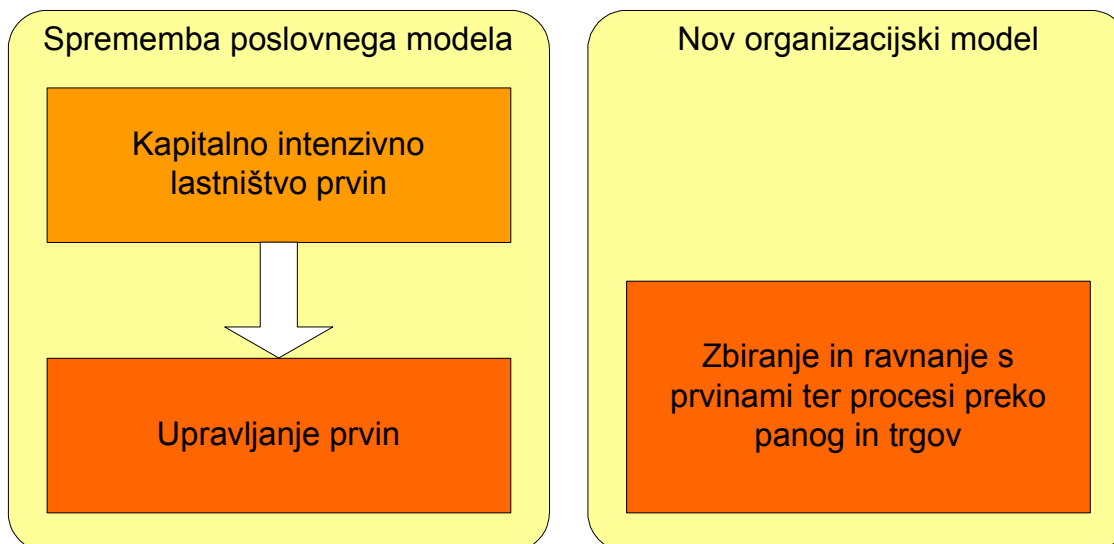 Sprememba poslovnega modela
Kapitalno intenzivno
lastništvo prvin
Upravljanje prvin
Nov organizacijski model
Zbiranje in ravnanje s
prvinami ter procesi preko
panog in trgov